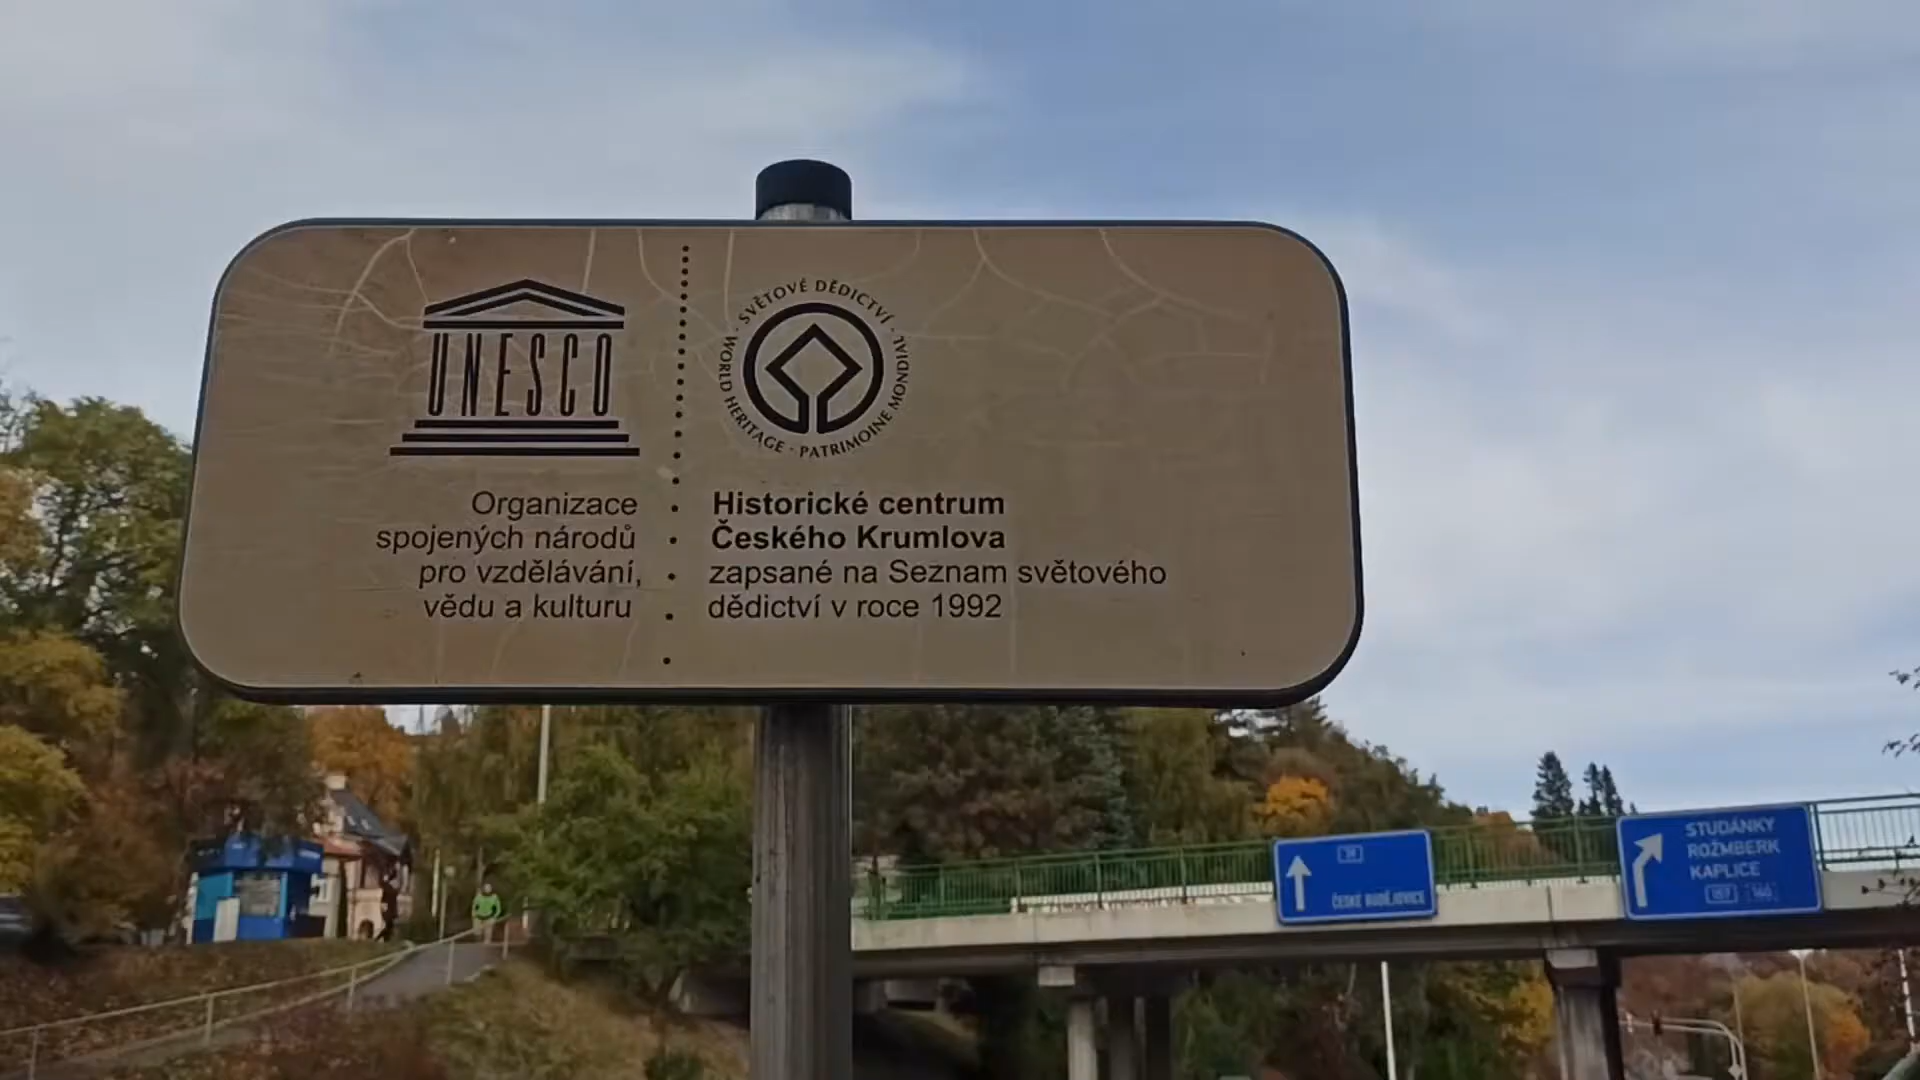 UNESCO
Organizace
spojených národů
pro vzdělávání,
vědu a kulturu
· SVĚTOVÉ DĚDICTVÍ · WORLD HERITAGE · PATRIMOINE MONDIAL
Historické centrum
Českého Krumlova
zapsané na Seznam světového
dědictví v roce 1992
ČESKÉ BUDĚJOVICE
STUDÁNKY
ROŽMBERK
KAPLICE